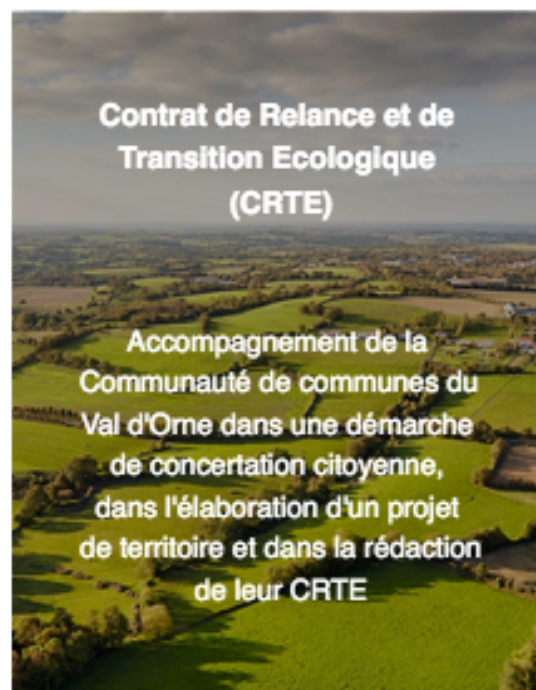 Contrat de Relance et de
Transition Ecologique
(CRTE)
Accompagnement de la
Communauté de communes du
Val d'Orne dans une démarche
de concertation citoyenne,
dans l'élaboration d'un projet
de territoire et dans la rédaction
de leur CRTE